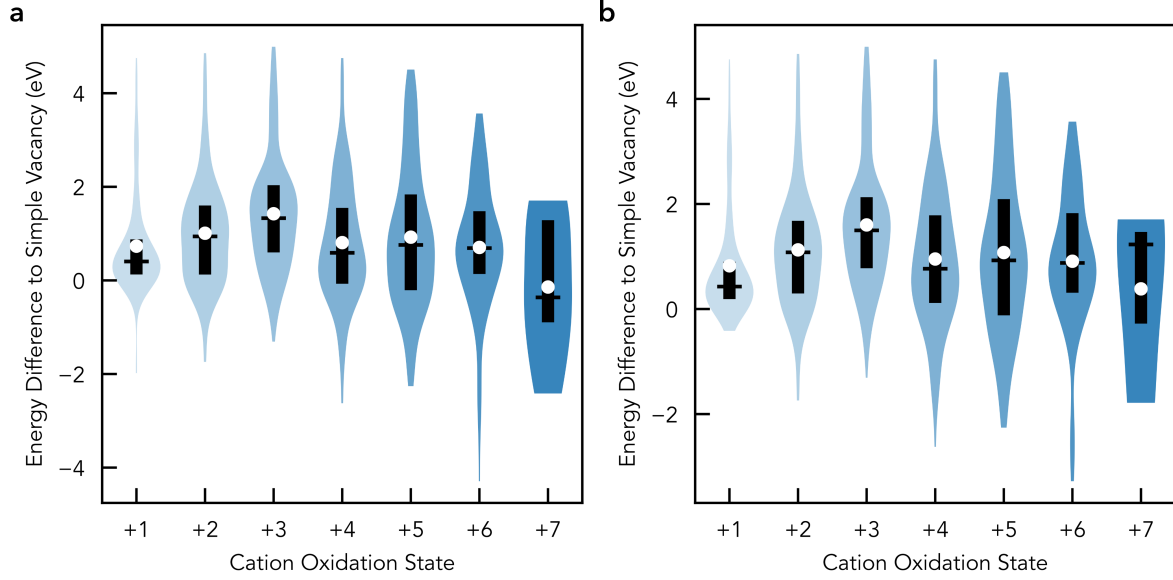 a
Energy Difference to Simple Vacancy (eV)
4
2
0
−2
−4
+1 +2 +3 +4 +5 +6 +7
Cation Oxidation State
b
Energy Difference to Simple Vacancy (eV)
4
2
0
−2
+1 +2 +3 +4 +5 +6 +7
Cation Oxidation State